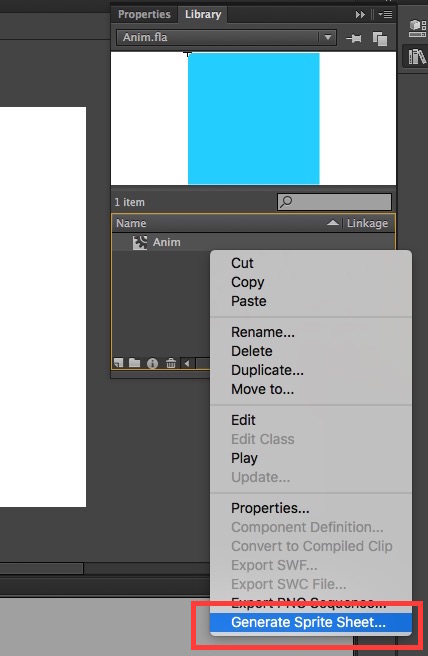 Properties Library
Anim.fla
1 item
Name Linkage
Anim
Cut
Copy
Paste
Rename...
Delete
Duplicate...
Move to...
Edit
Edit Class
Play
Update...
Properties...
Component Definition...
Convert to Compiled Clip
Export SWF...
Export SWC File...
Export PNG Sequence...
Generate Sprite Sheet...